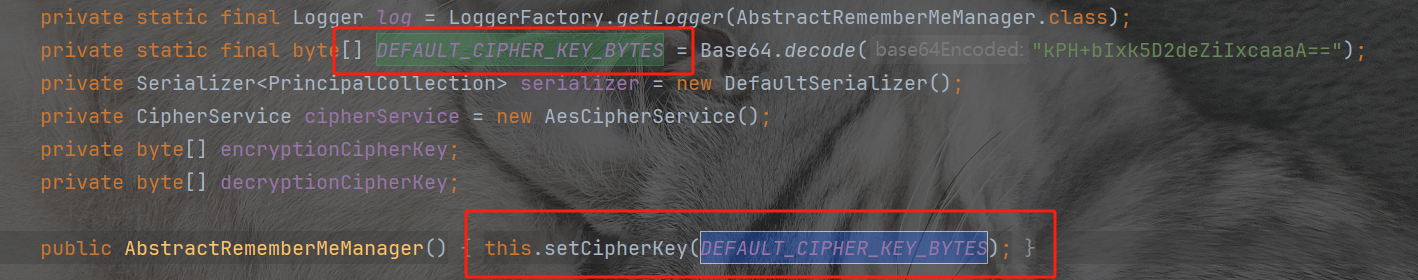 private static final Logger log = LoggerFactory.getLogger(AbstractRememberMeManager.class);
private static final byte[] DEFAULT_CIPHER_KEY_BYTES = Base64.decode( base64Encoded: "kPH+bIxk5D2deZiIxcaaaA==");
private Serializer<PrincipalCollection> serializer = new DefaultSerializer();
private CipherService cipherService = new AesCipherService();
private byte[] encryptionCipherKey;
private byte[] decryptionCipherKey;
public AbstractRememberMeManager() { this.setCipherKey(DEFAULT_CIPHER_KEY_BYTES); }